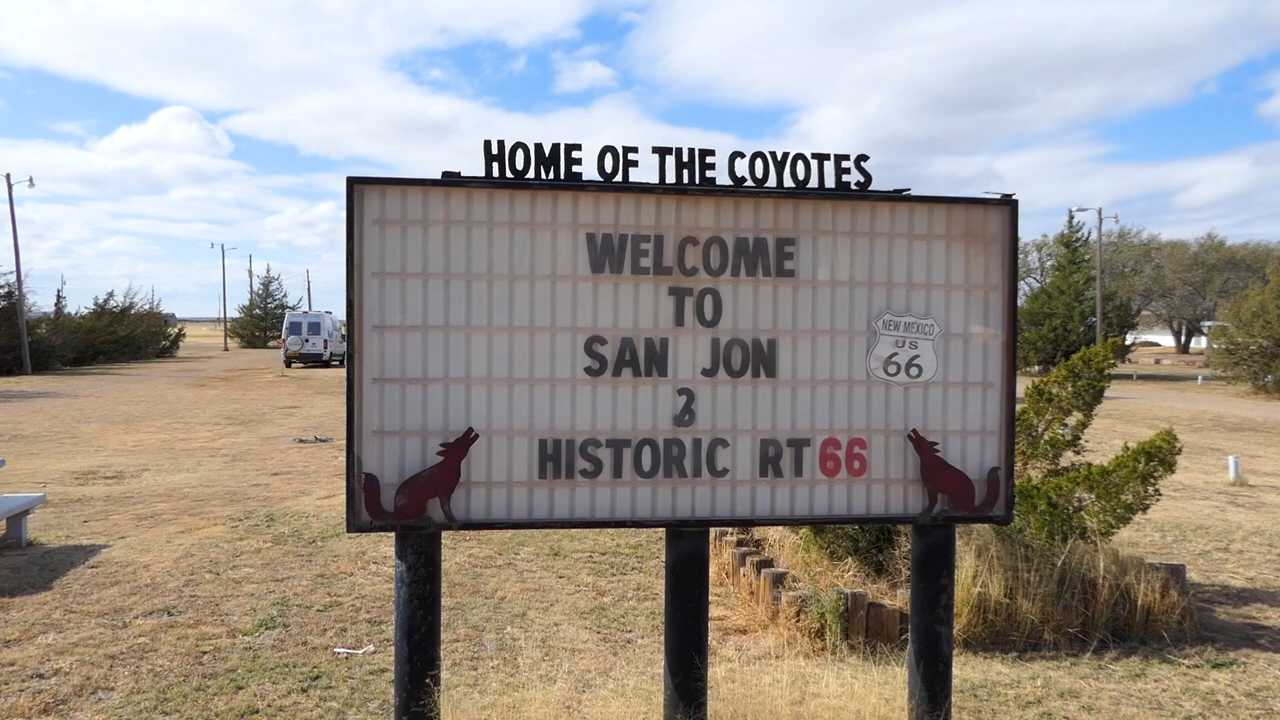 HOME OF THE COYOTES
WELCOME
TO
SAN JON
&
HISTORIC RT 66
NEW MEXICO
US
66